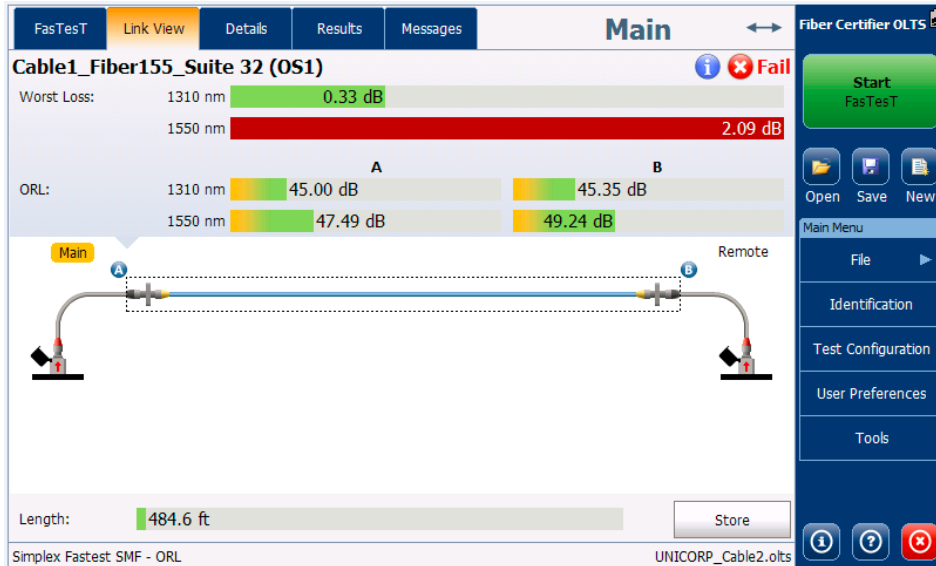 FasTesT Link View Details Results Messages Main Fiber Certifier OLTS
Cable1_Fiber155_Suite 32 (OS1) Fail
Worst Loss: 1310 nm 0.33 dB
1550 nm 2.09 dB
A B
ORL: 1310 nm 45.00 dB 45.35 dB
1550 nm 47.49 dB 49.24 dB
Main Remote
A B
Length: 484.6 ft Store
Simplex Fastest SMF - ORL UNICORP_Cable2.olts
Start
FasTesT
Open Save New
Main Menu
File
Identification
Test Configuration
User Preferences
Tools